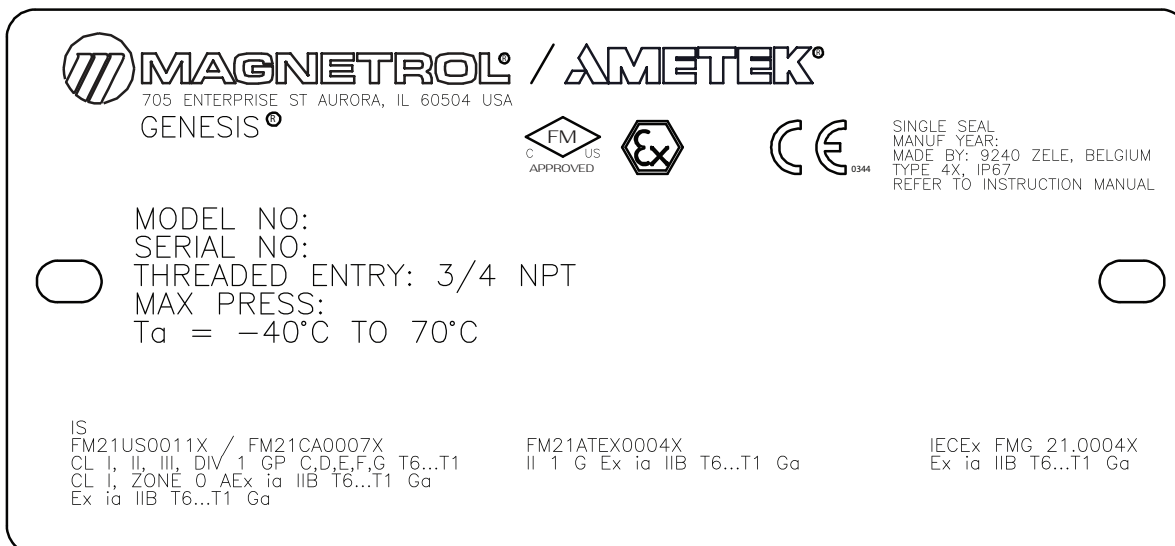 MAGNETROL® / AMETEK®
705 ENTERPRISE ST AURORA, IL 60504 USA
GENESIS®
FM
C US
APPROVED
Ex
CE 0344
SINGLE SEAL
MANUF YEAR:
MADE BY: 9240 ZELE, BELGIUM
TYPE 4X, IP67
REFER TO INSTRUCTION MANUAL
MODEL NO:
SERIAL NO:
THREADED ENTRY: 3/4 NPT
MAX PRESS:
Ta = -40°C TO 70°C
IS
FM21US0011X / FM21CA0007X
CL I, II, III, DIV 1 GP C,D,E,F,G T6...T1
CL I, ZONE 0 AEx ia IIB T6...T1 Ga
Ex ia IIB T6...T1 Ga
FM21ATEX0004X
II 1 G Ex ia IIB T6...T1 Ga
IECEx FMG 21.0004X
Ex ia IIB T6...T1 Ga